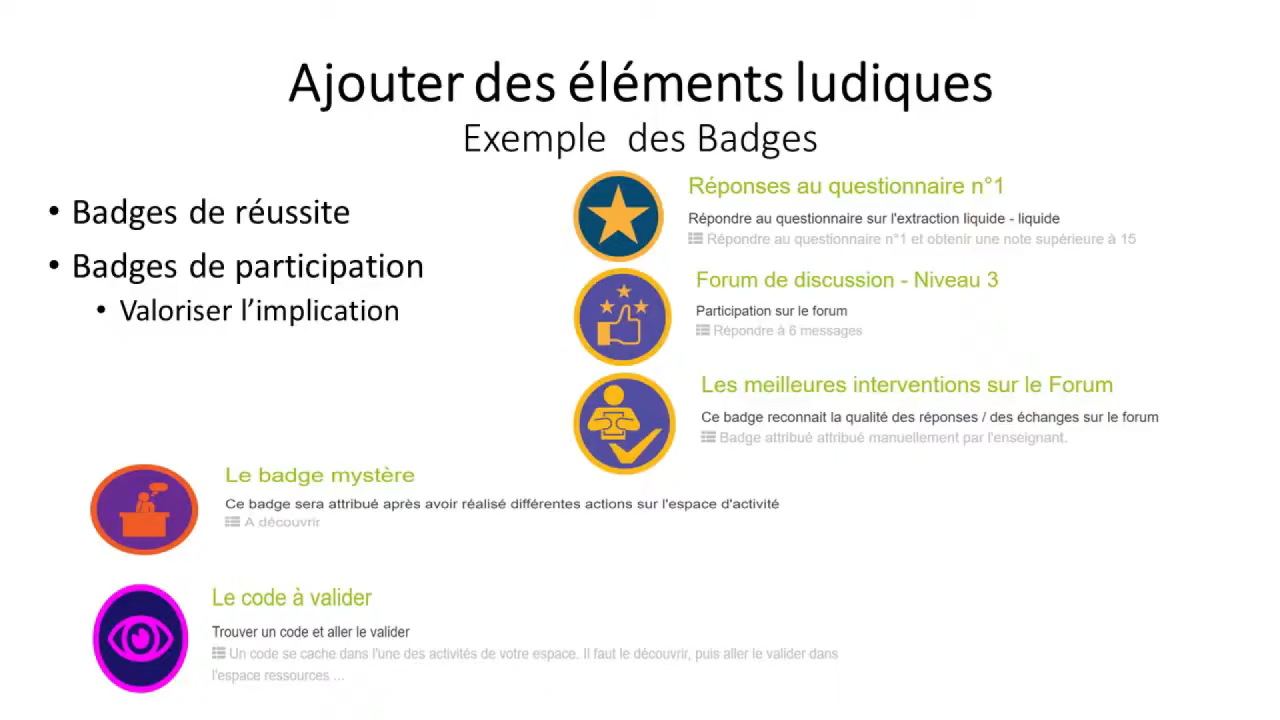 Ajouter des éléments ludiques
Exemple des Badges
• Badges de réussite
• Badges de participation
• Valoriser l’implication
Réponses au questionnaire n°1
Répondre au questionnaire sur l'extraction liquide - liquide
Répondre au questionnaire n°1 et obtenir une note supérieure à 15
Forum de discussion - Niveau 3
Participation sur le forum
Répondre à 6 messages
Les meilleures interventions sur le Forum
Ce badge reconnait la qualité des réponses / des échanges sur le forum
Badge attribué attribué manuellement par l'enseignant.
Le badge mystère
Ce badge sera attribué après avoir réalisé différentes actions sur l'espace d'activité
A découvrir
Le code à valider
Trouver un code et aller le valider
Un code se cache dans l'une des activités de votre espace. Il faut le découvrir, puis aller le valider dans
l'espace ressources ...